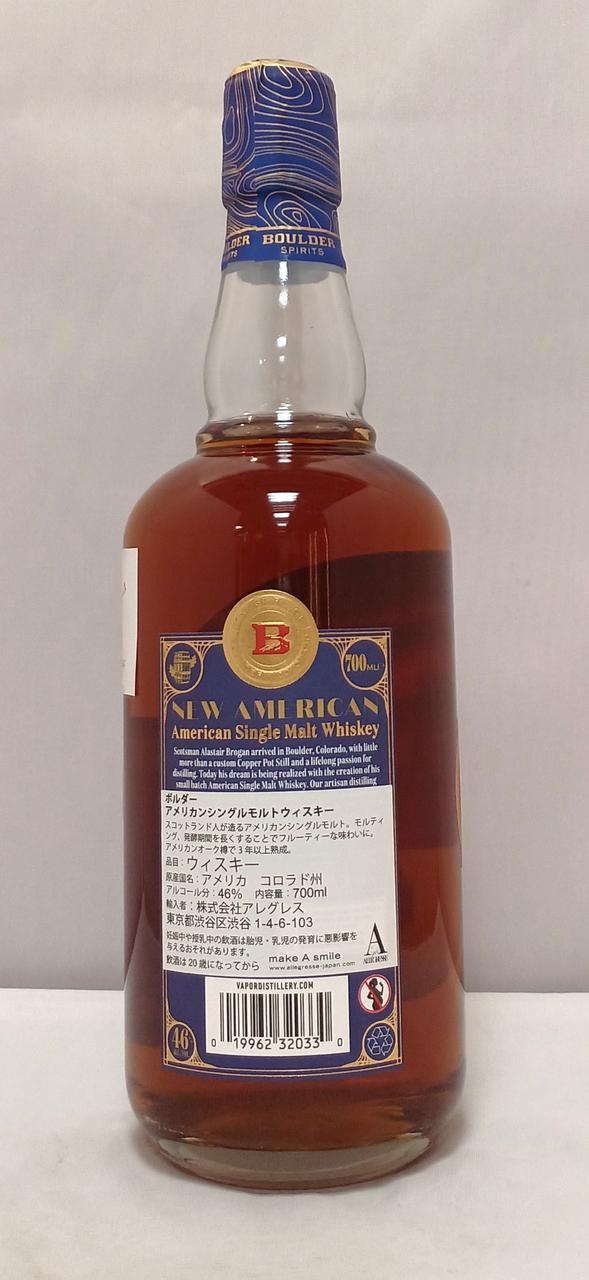 BOULDER
SPIRITS
B
700ML
NEW AMERICAN
American Single Malt Whiskey
Scotsman Alastair Brogan arrived in Boulder, Colorado, with little
more than a custom Copper Pot Still and a lifelong passion for
distilling. Today his dream is being realized with the creation of his
small batch American Single Malt Whiskey. Our artisan distilling
ボルダー
アメリカンシングルモルトウィスキー
スコットランド人が造るアメリカンシングルモルト。モルティ
ング、発酵期間を長くすることでフルーティーな味わいに。
アメリカンオーク樽で3年以上熟成。
品目：ウィスキー
原産国名：アメリカ コロラド州
アルコール分：46% 内容量：700ml
輸入者：株式会社アレグレス
東京都渋谷区渋谷 1-4-6-103
妊娠中や授乳中の飲酒は胎児・乳児の発育に悪影響を
与えるおそれがあります。
飲酒は20歳になってから make A smile
www.allegresse-japan.com
A
ALLEGRESSE
VAPORDISTILLERY.COM
0 19962 32033 0
46